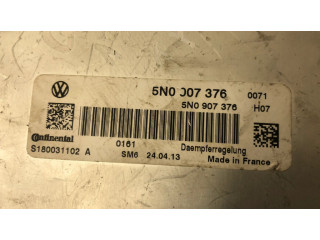 5N0 907 376 0071
5N0 907 376 H07
Continental
0161 Daempferregelung
S180031102 A SM6 24.04.13 Made in France